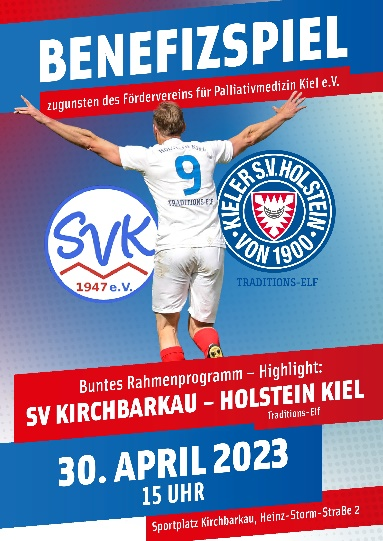 BENEFIZSPIEL
zugunsten des Fördervereins für Palliativmedizin Kiel e.V.
HOLSTEIN KIEL
9
TRADITIONS-ELF
SVK
1947 e.V.
KIELER S.V. HOLSTEIN
VON 1900
TRADITIONS-ELF
Buntes Rahmenprogramm – Highlight:
SV KIRCHBARKAU – HOLSTEIN KIEL
Traditions-Elf
30. APRIL 2023
15 UHR
Sportplatz Kirchbarkau, Heinz-Storm-Straße 2